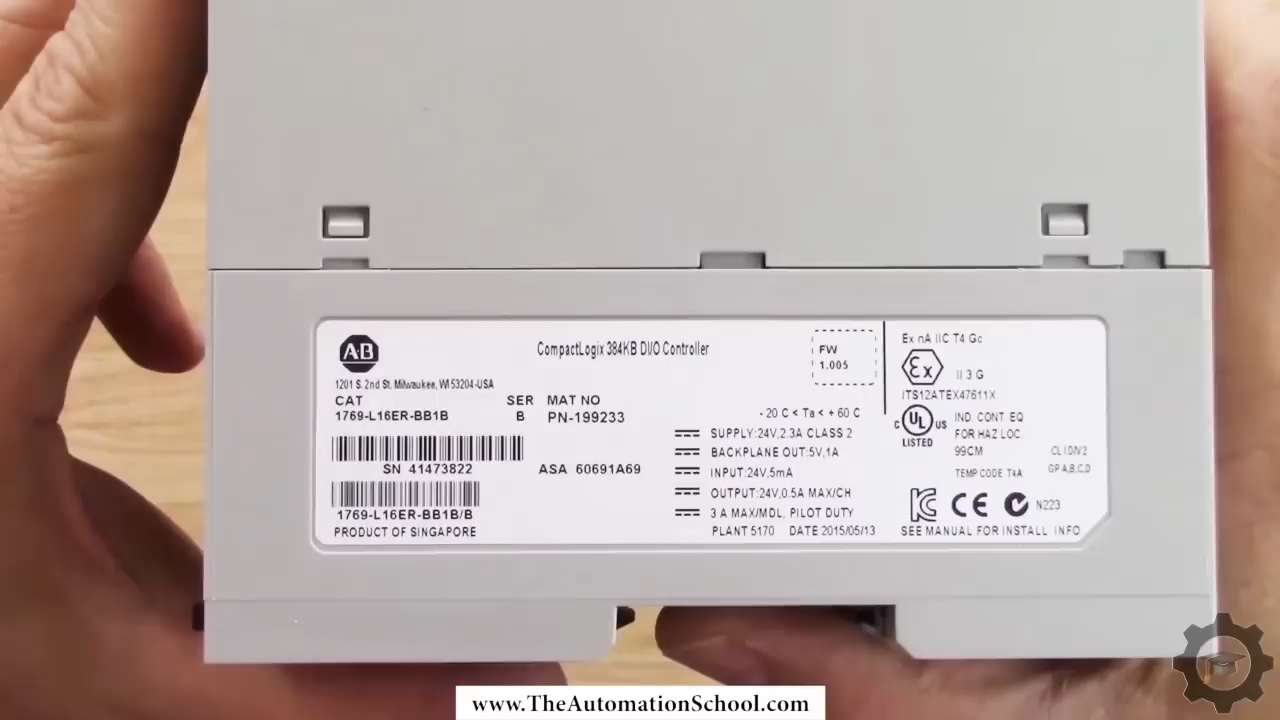 A·B
1201 S. 2nd St. Milwaukee, WI 53204-USA
CAT
1769-L16ER-BB1B
SER
B
MAT NO
PN-199233
SN 41473822
ASA 60691A69
1769-L16ER-BB1B/B
PRODUCT OF SINGAPORE
CompactLogix 384KB DI/O Controller
FW
1.005
- 20 C < Ta < + 60 C
SUPPLY:24V,2.3A CLASS 2
BACKPLANE OUT:5V,1A
INPUT:24V,5mA
OUTPUT:24V,0.5A MAX/CH
3 A MAX/MDL, PILOT DUTY
PLANT 5170 DATE 2015/05/13
Ex nA IIC T4 Gc
Ex
II 3 G
ITS12ATEX47611X
C UL US
LISTED
IND. CONT. EQ
FOR HAZ LOC.
99CM
TEMP CODE T4A
CL I DIV 2
GP A,B,C,D
CE
N223
SEE MANUAL FOR INSTALL INFO
www.TheAutomationSchool.com